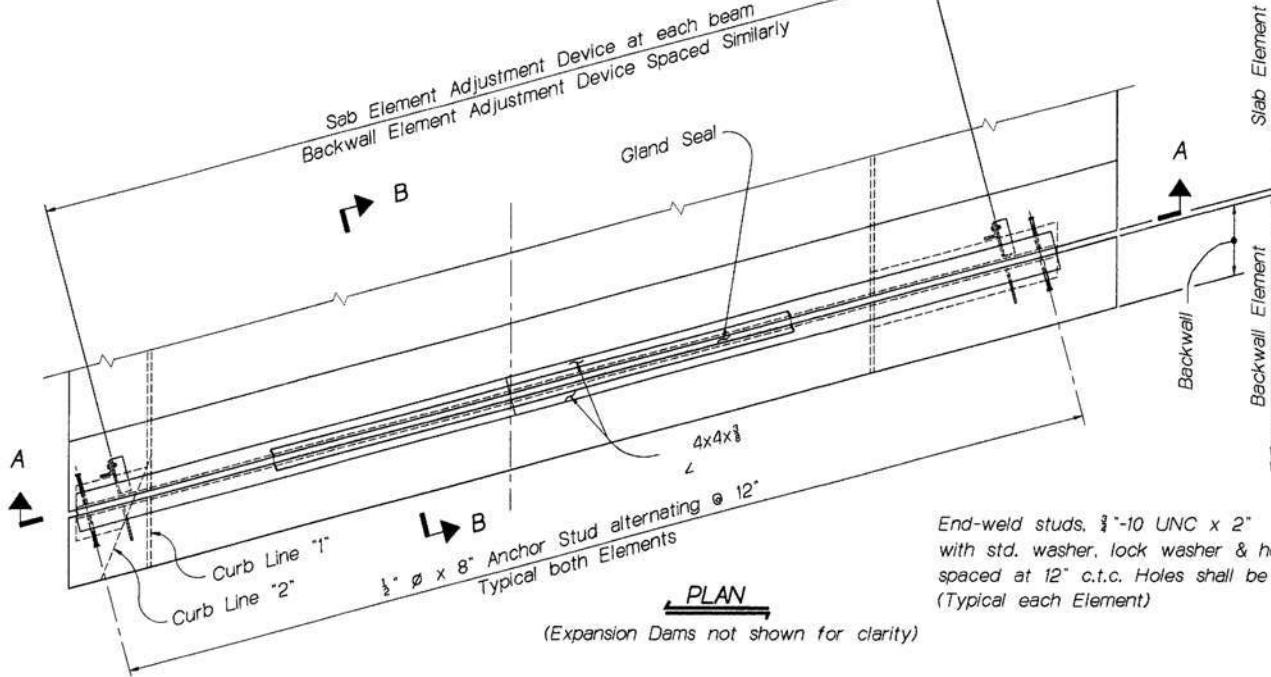 Sab Element Adjustment Device at each beam
Backwall Element Adjustment Device Spaced Similarly
Slab Element
Gland Seal
A
B
Backwall
Backwall Element
4x4x⅜
∠
A
B
Curb Line "1"
Curb Line "2"
½" Ø x 8" Anchor Stud alternating @ 12"
Typical both Elements
End-weld studs, ¾"-10 UNC x 2"
with std. washer, lock washer &
spaced at 12" c.t.c. Holes shall be
(Typical each Element)
PLAN
(Expansion Dams not shown for clarity)